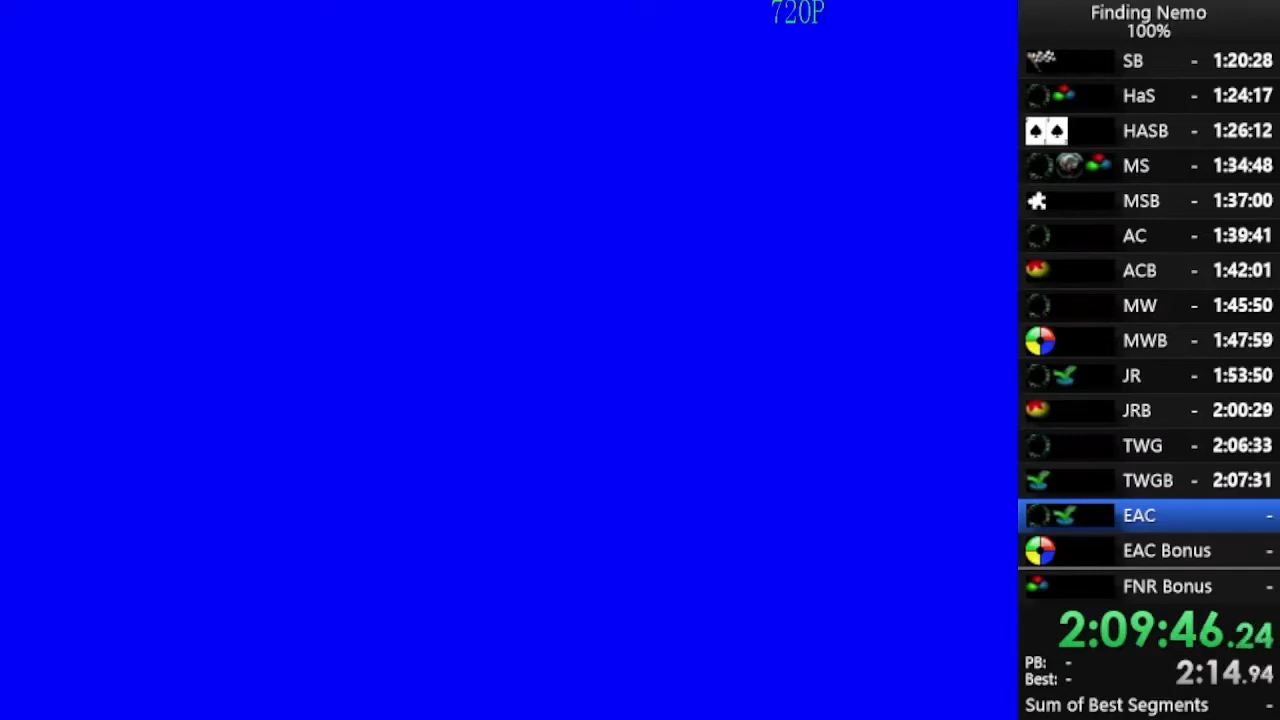 720P
Finding Nemo
100%
SB - 1:20:28
HaS - 1:24:17
HASB - 1:26:12
MS - 1:34:48
MSB - 1:37:00
AC - 1:39:41
ACB - 1:42:01
MW - 1:45:50
MWB - 1:47:59
JR - 1:53:50
JRB - 2:00:29
TWG - 2:06:33
TWGB - 2:07:31
EAC -
EAC Bonus -
FNR Bonus -
2:09:46.24
PB: - 2:14.94
Best: -
Sum of Best Segments -